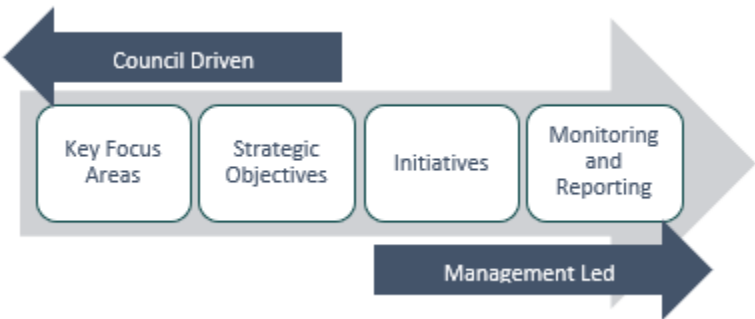 Council Driven
Key Focus
Areas
Strategic
Objectives
Initiatives
Monitoring
and
Reporting
Management Led